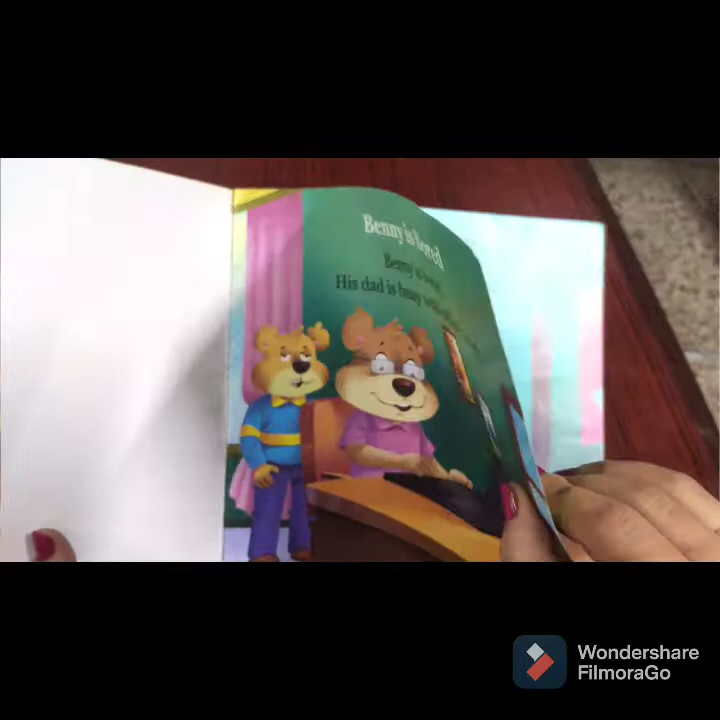 Benny is bored
Benny is bored.
His dad is busy
Wondershare
FilmoraGo